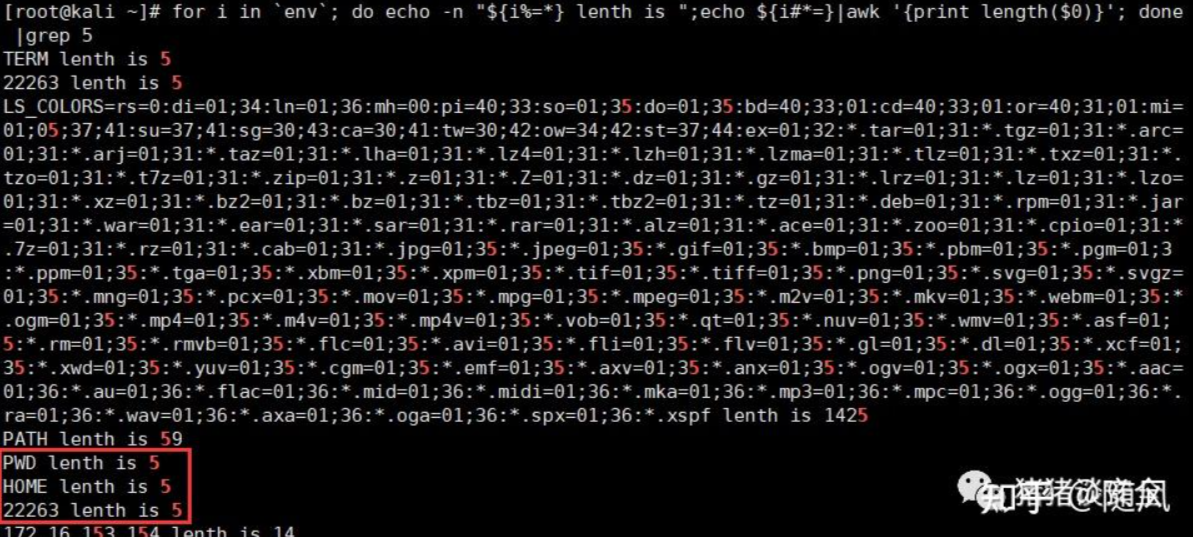 [root@kali ~]# for i in `env`; do echo -n "${i%=*} lenth is ";echo ${i#*=}|awk '{print length($0)}'; done
|grep 5
TERM lenth is 5
22263 lenth is 5
LS_COLORS=rs=0:di=01;34:ln=01;36:mh=00:pi=40;33:so=01;35:do=01;35:bd=40;33;01:cd=40;33;01:or=40;31;01:mi=
01;05;37;41:su=37;41:sg=30;43:ca=30;41:tw=30;42:ow=34;42:st=37;44:ex=01;32:*.tar=01;31:*.tgz=01;31:*.arc=
01;31:*.arj=01;31:*.taz=01;31:*.lha=01;31:*.lz4=01;31:*.lzh=01;31:*.lzma=01;31:*.tlz=01;31:*.txz=01;31:*.
tzo=01;31:*.t7z=01;31:*.zip=01;31:*.z=01;31:*.Z=01;31:*.dz=01;31:*.gz=01;31:*.lrz=01;31:*.lz=01;31:*.lzo=
01;31:*.xz=01;31:*.bz2=01;31:*.bz=01;31:*.tbz=01;31:*.tbz2=01;31:*.tz=01;31:*.deb=01;31:*.rpm=01;31:*.jar
=01;31:*.war=01;31:*.ear=01;31:*.sar=01;31:*.rar=01;31:*.alz=01;31:*.ace=01;31:*.zoo=01;31:*.cpio=01;31:*
.7z=01;31:*.rz=01;31:*.cab=01;31:*.jpg=01;35:*.jpeg=01;35:*.gif=01;35:*.bmp=01;35:*.pbm=01;35:*.pgm=01;3
:*.ppm=01;35:*.tga=01;35:*.xbm=01;35:*.xpm=01;35:*.tif=01;35:*.tiff=01;35:*.png=01;35:*.svg=01;35:*.svgz=
01;35:*.mng=01;35:*.pcx=01;35:*.mov=01;35:*.mpg=01;35:*.mpeg=01;35:*.m2v=01;35:*.mkv=01;35:*.webm=01;35:*
.ogm=01;35:*.mp4=01;35:*.m4v=01;35:*.mp4v=01;35:*.vob=01;35:*.qt=01;35:*.nuv=01;35:*.wmv=01;35:*.asf=01;
5:*.rm=01;35:*.rmvb=01;35:*.flc=01;35:*.avi=01;35:*.fli=01;35:*.flv=01;35:*.gl=01;35:*.dl=01;35:*.xcf=01;
35:*.xwd=01;35:*.yuv=01;35:*.cgm=01;35:*.emf=01;35:*.axv=01;35:*.anx=01;35:*.ogv=01;35:*.ogx=01;35:*.aac=
01;36:*.au=01;36:*.flac=01;36:*.mid=01;36:*.midi=01;36:*.mka=01;36:*.mp3=01;36:*.mpc=01;36:*.ogg=01;36:*.
ra=01;36:*.wav=01;36:*.axa=01;36:*.oga=01;36:*.spx=01;36:*.xspf lenth is 1425
PATH lenth is 59
PWD lenth is 5
HOME lenth is 5
22263 lenth is 5
172.16.153.154 lenth is 14
知乎 @随风